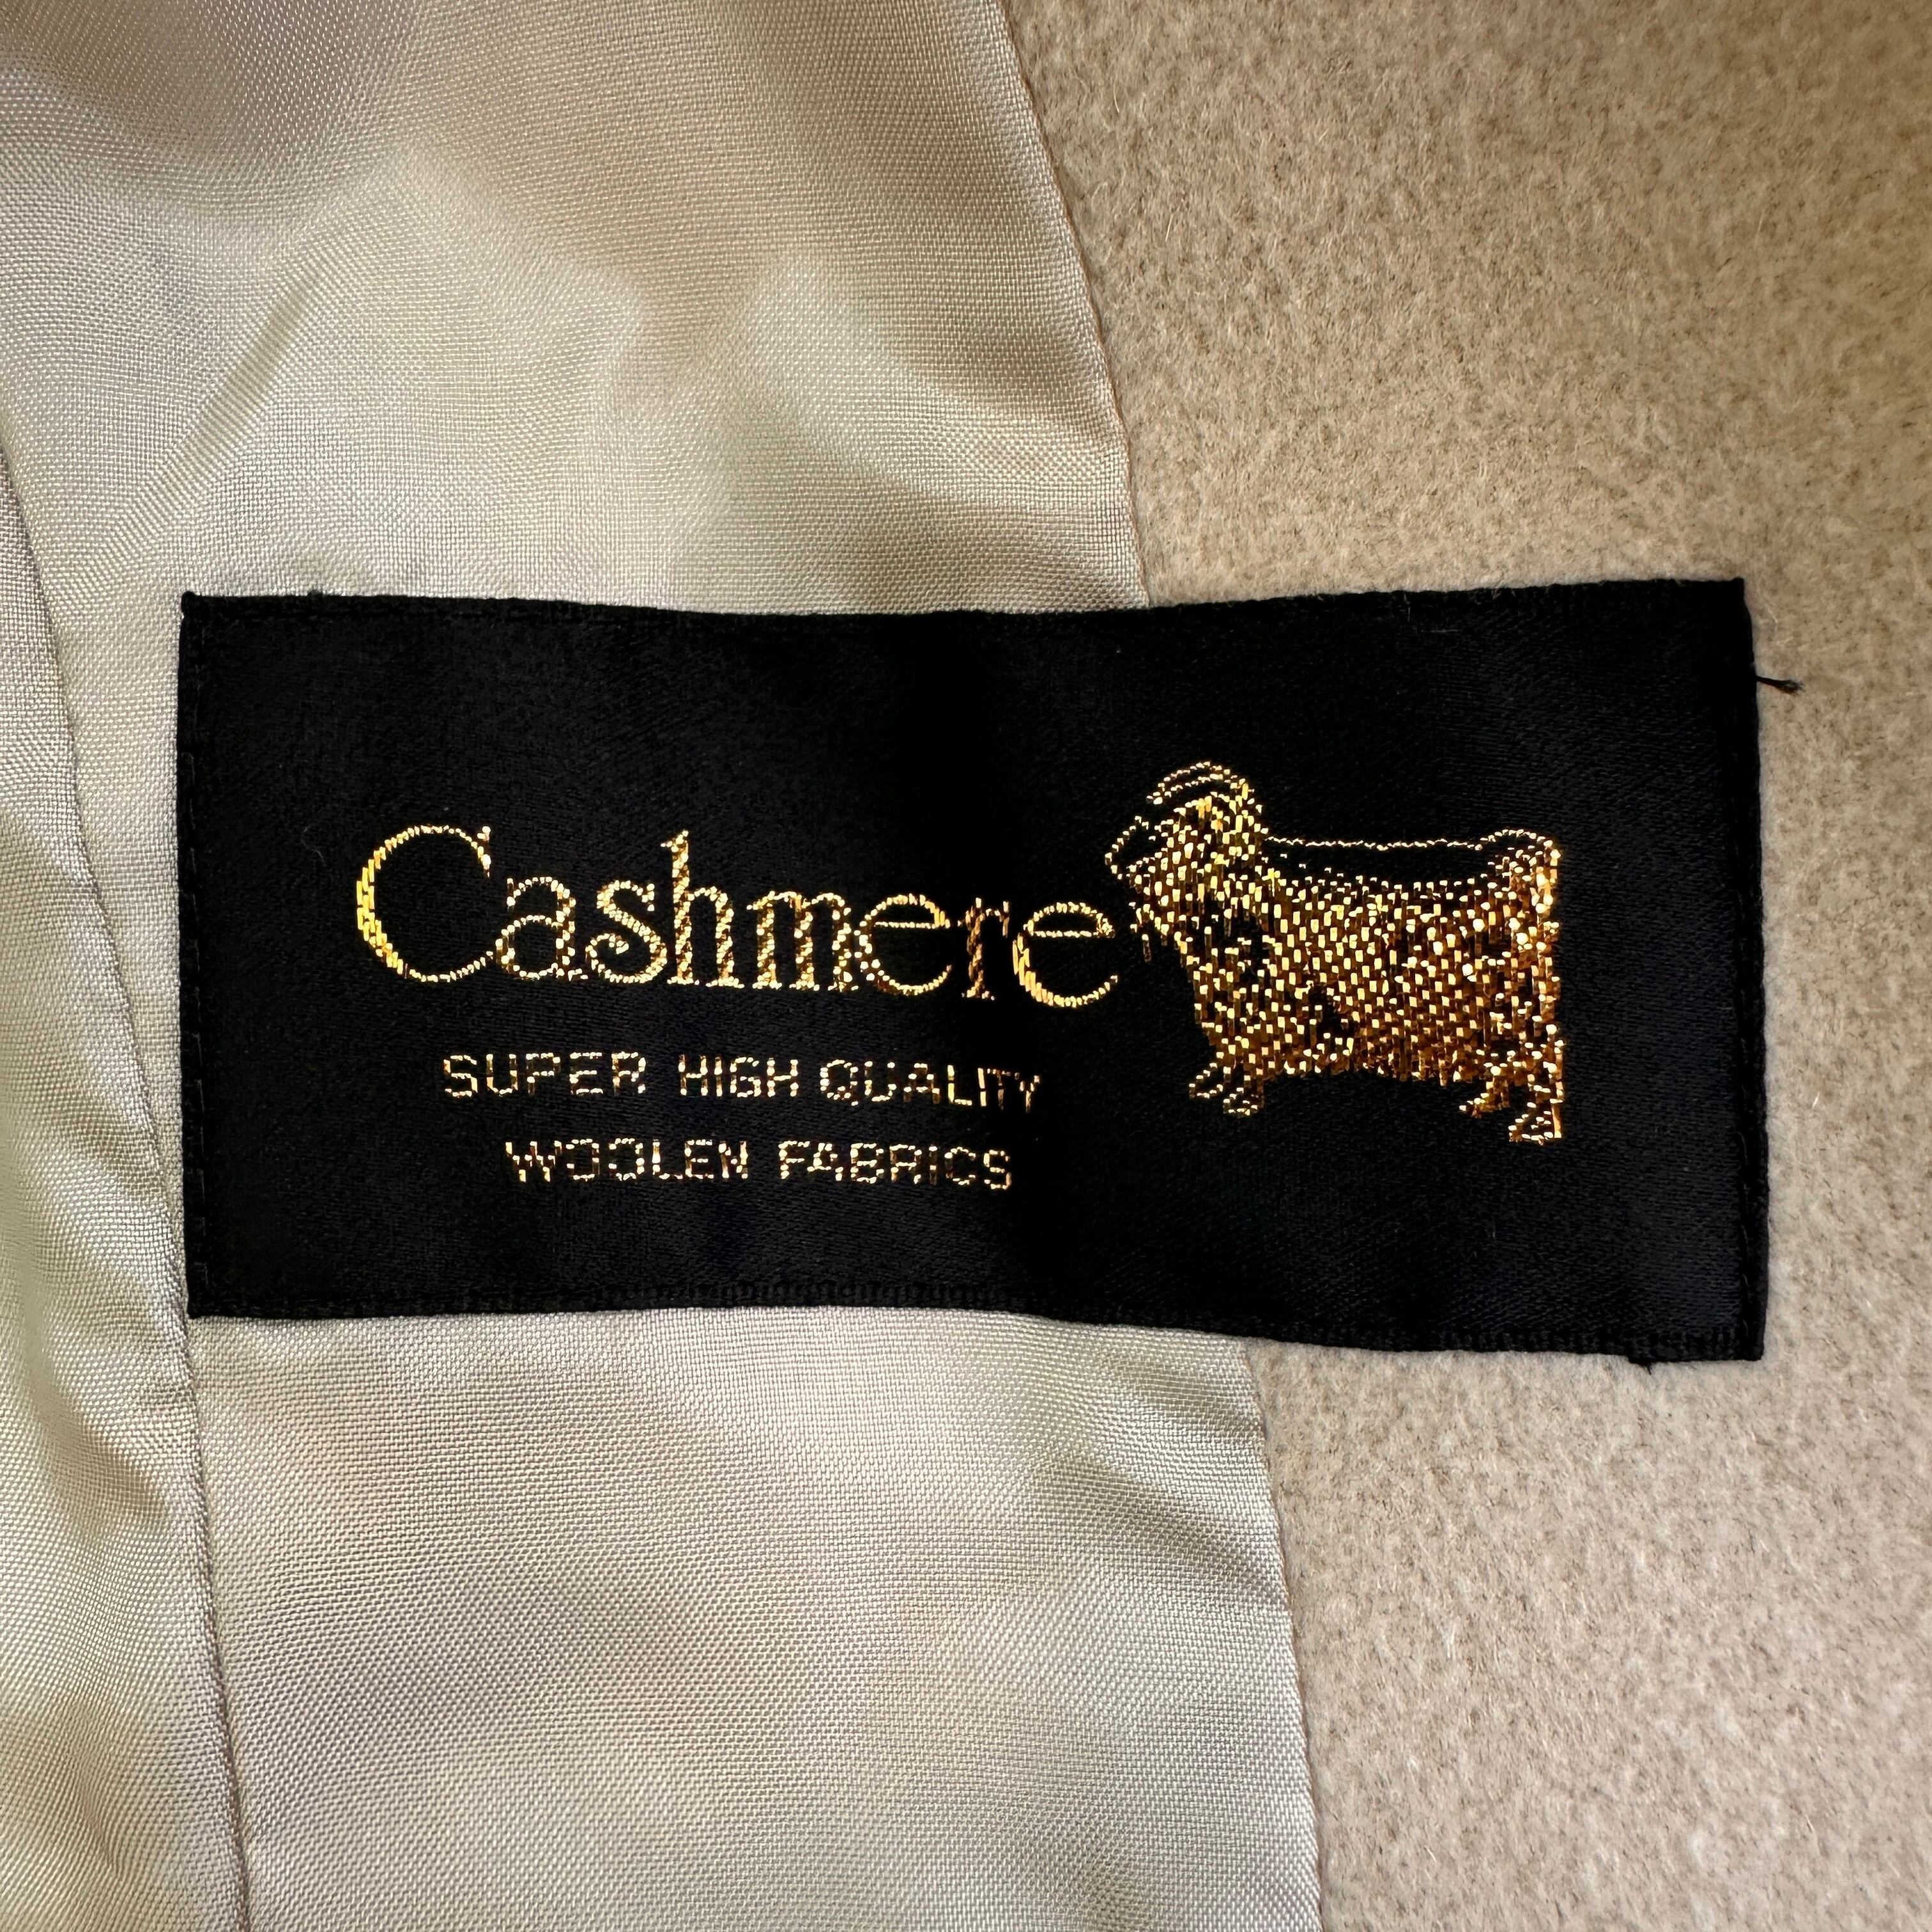 Cashmere
SUPER HIGH QUALITY
WOOLEN FABRICS